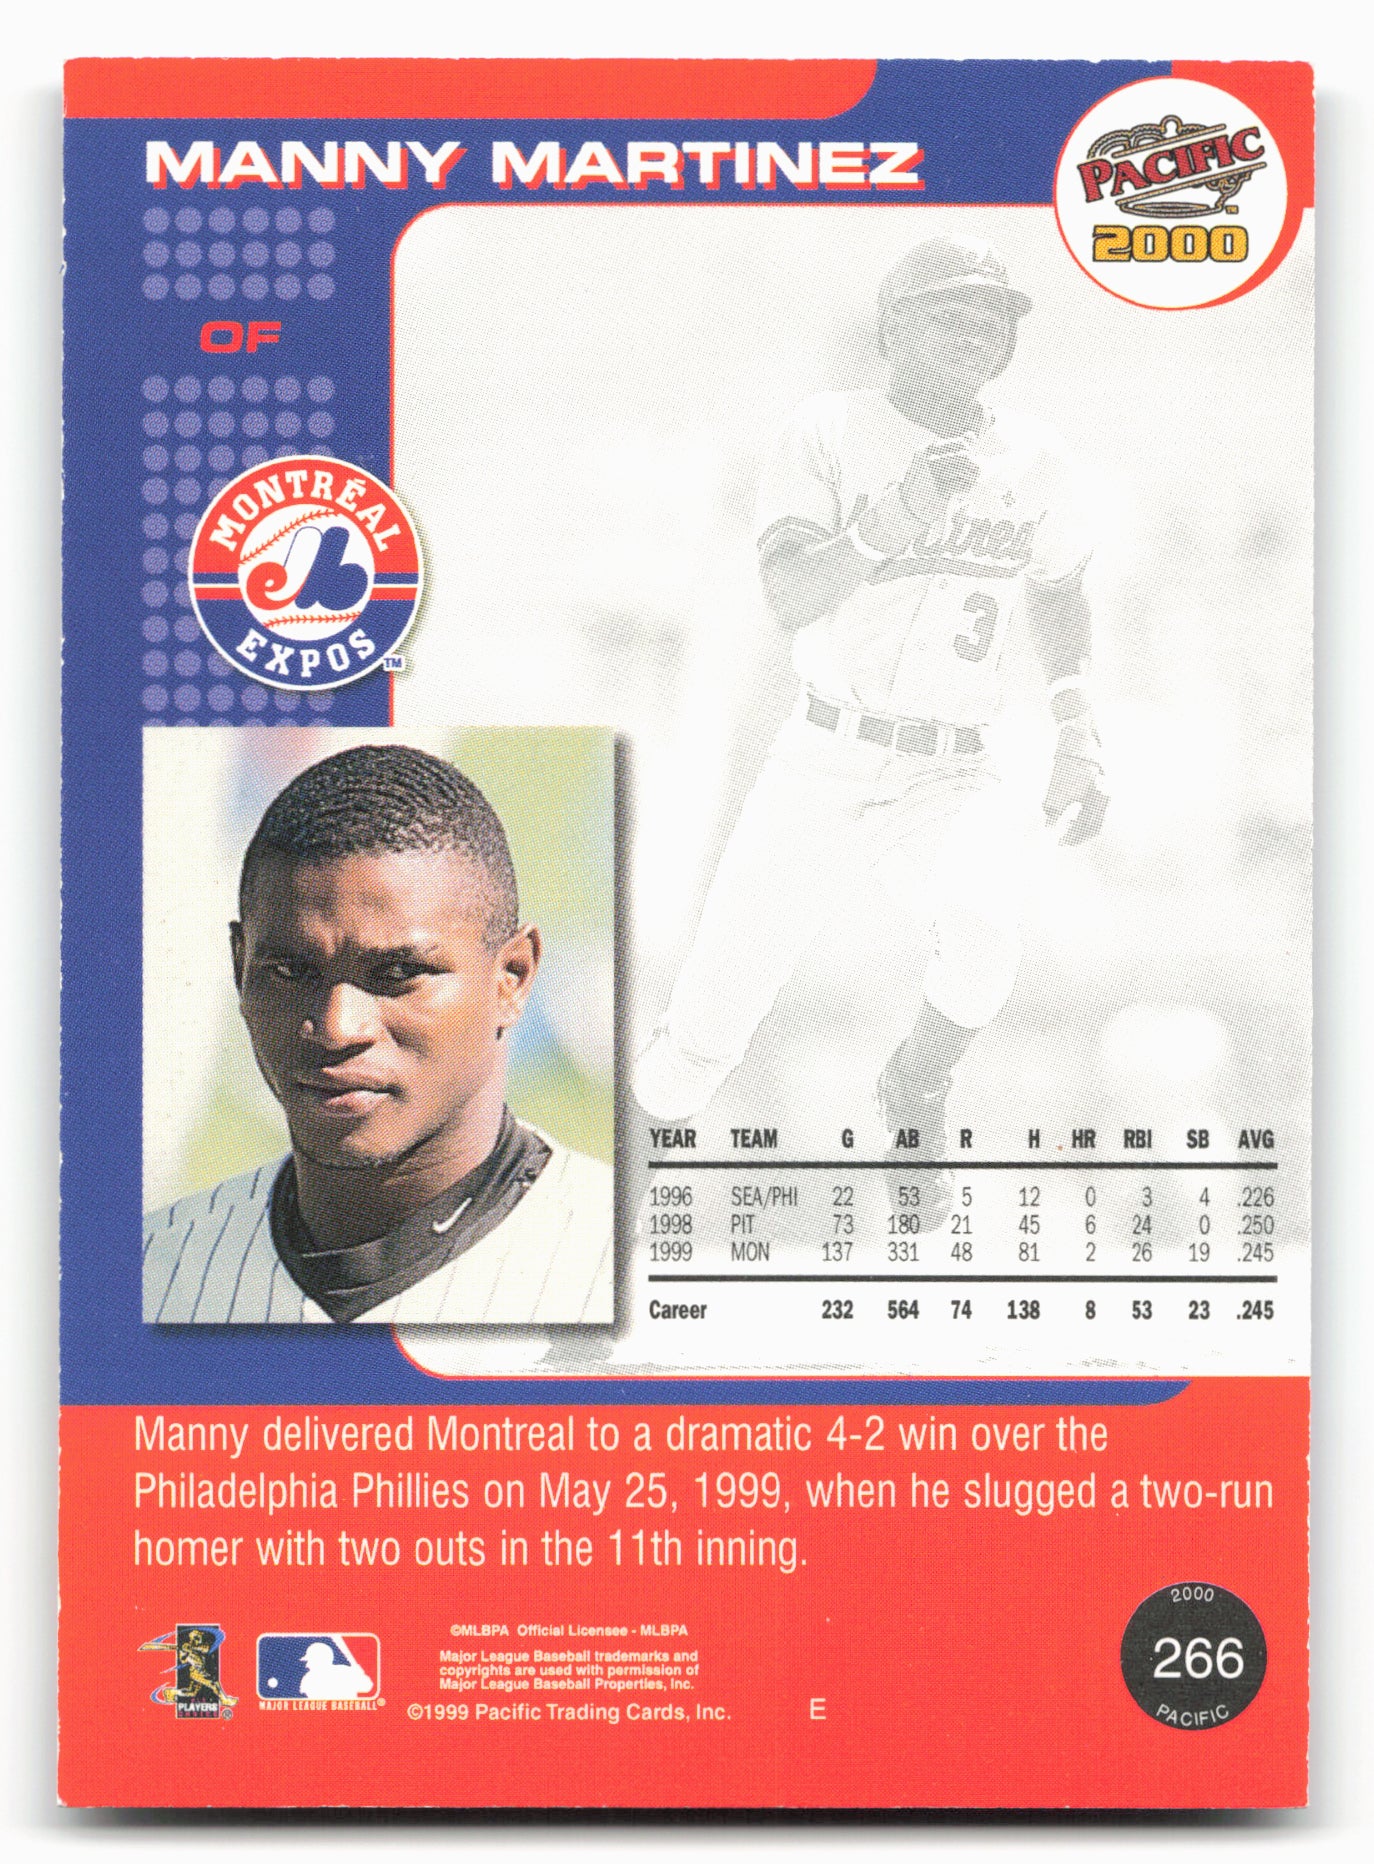 MANNY MARTINEZ
PACIFIC
2000
OF
MONTRÉAL
EXPOS
TM
3
YEAR TEAM G AB R H HR RBI SB AVG
1996 SEA/PHI 22 53 5 12 0 3 4 .226
1998 PIT 73 180 21 45 6 24 0 .250
1999 MON 137 331 48 81 2 26 19 .245
Career 232 564 74 138 8 53 23 .245
Manny delivered Montreal to a dramatic 4-2 win over the
Philadelphia Phillies on May 25, 1999, when he slugged a two-run
homer with two outs in the 11th inning.
PLAYERS
CHOICE ®
MAJOR LEAGUE BASEBALL®
©MLBPA Official Licensee - MLBPA
Major League Baseball trademarks and
copyrights are used with permission of
Major League Baseball Properties, Inc.
©1999 Pacific Trading Cards, Inc.
E
2000
266
PACIFIC